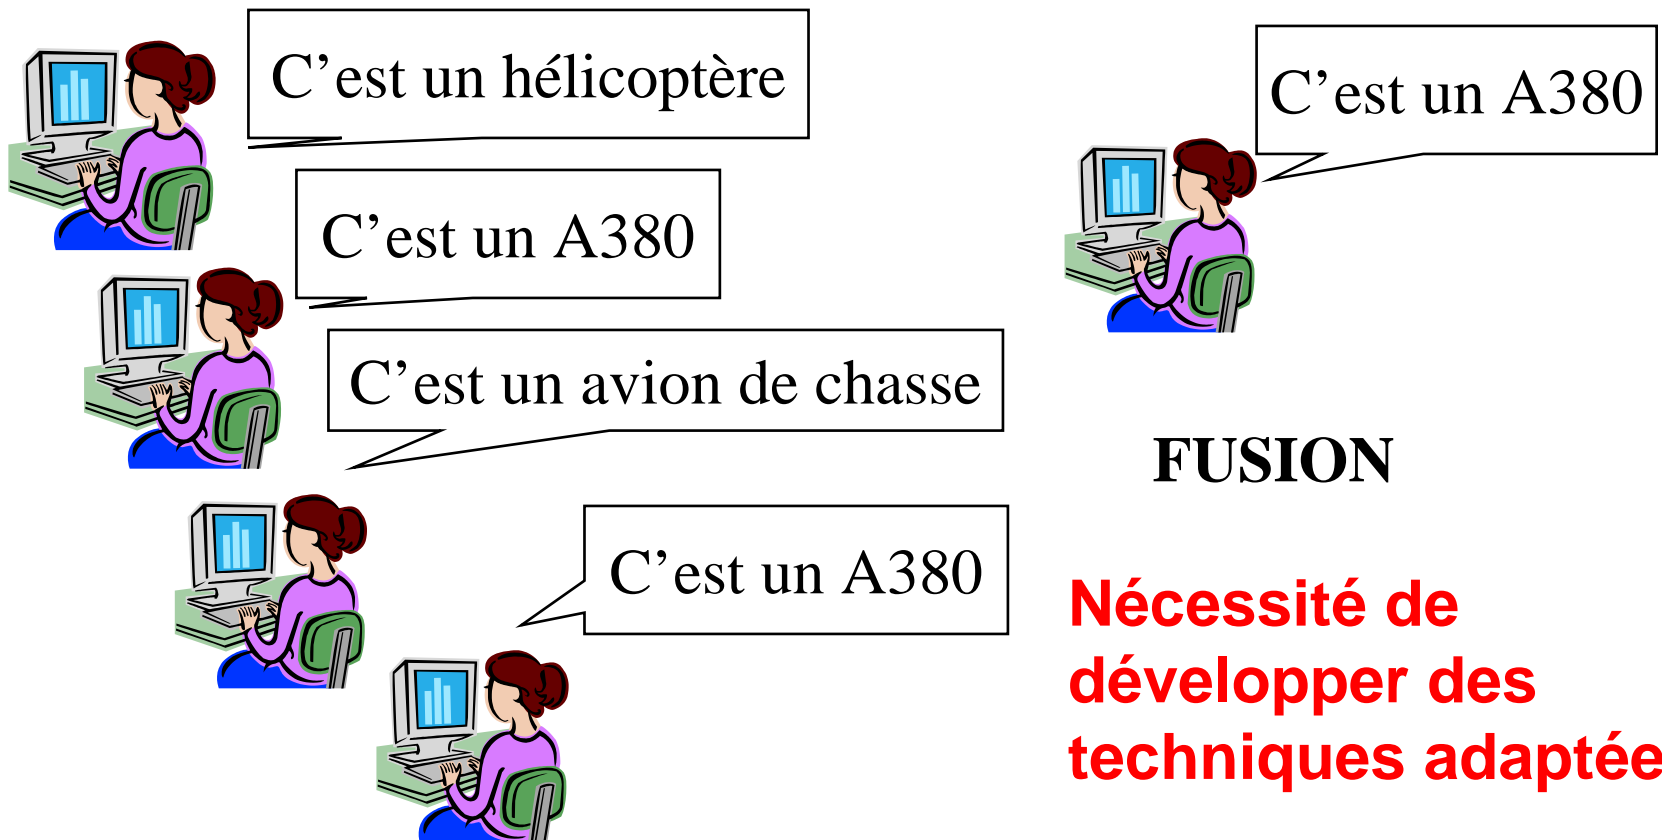 C’est un hélicoptère
C’est un A380
C’est un avion de chasse
C’est un A380
C’est un A380
FUSION
Nécessité de
développer des
techniques adaptée